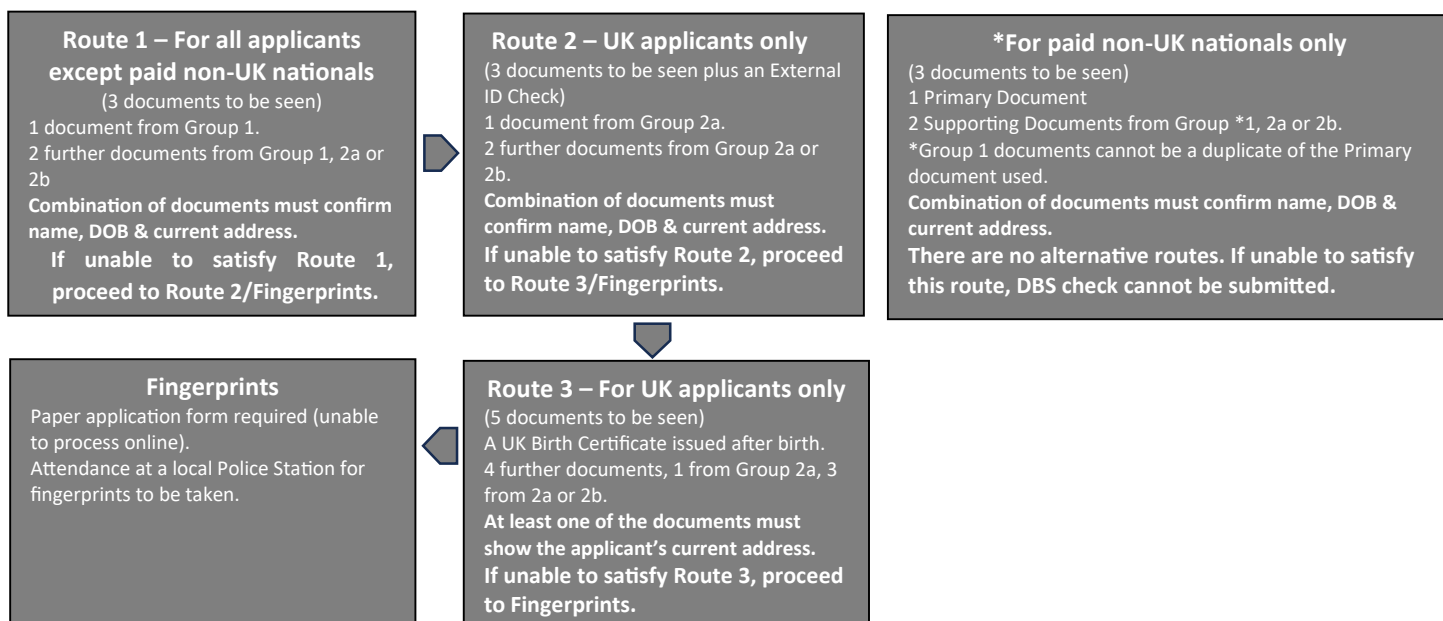 Route 1 – For all applicants
except paid non-UK nationals
(3 documents to be seen)
1 document from Group 1.
2 further documents from Group 1, 2a or
2b
Combination of documents must confirm
name, DOB & current address.
If unable to satisfy Route 1,
proceed to Route 2/Fingerprints.
Route 2 – UK applicants only
(3 documents to be seen plus an External
ID Check)
1 document from Group 2a.
2 further documents from Group 2a or
2b.
Combination of documents must
confirm name, DOB & current address.
If unable to satisfy Route 2, proceed
to Route 3/Fingerprints.
*For paid non-UK nationals only
(3 documents to be seen)
1 Primary Document
2 Supporting Documents from Group *1, 2a or 2b.
*Group 1 documents cannot be a duplicate of the Primary
document used.
Combination of documents must confirm name, DOB &
current address.
There are no alternative routes. If unable to satisfy
this route, DBS check cannot be submitted.
Route 3 – For UK applicants only
(5 documents to be seen)
A UK Birth Certificate issued after birth.
4 further documents, 1 from Group 2a, 3
from 2a or 2b.
At least one of the documents must
show the applicant’s current address.
If unable to satisfy Route 3, proceed
to Fingerprints.
Fingerprints
Paper application form required (unable
to process online).
Attendance at a local Police Station for
fingerprints to be taken.